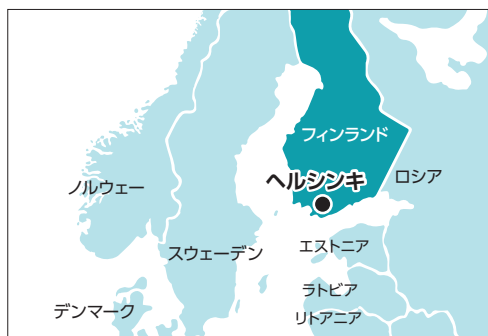 フィンランド
ヘルシンキ
ロシア
ノルウェー
スウェーデン
エストニア
ラトビア
デンマーク
リトアニア